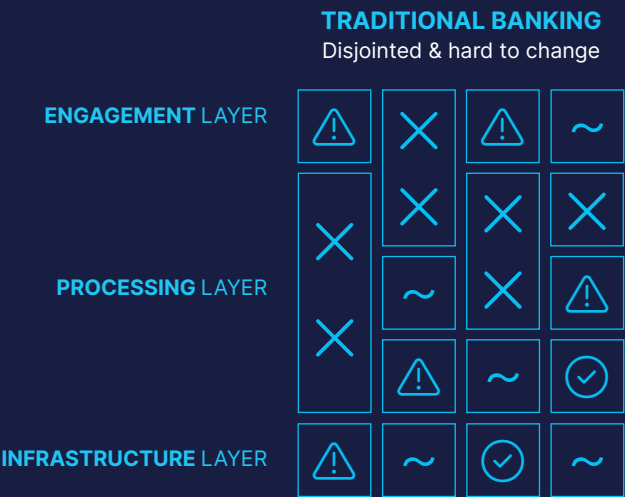 TRADITIONAL BANKING
Disjointed & hard to change
ENGAGEMENT LAYER
PROCESSING LAYER
INFRASTRUCTURE LAYER